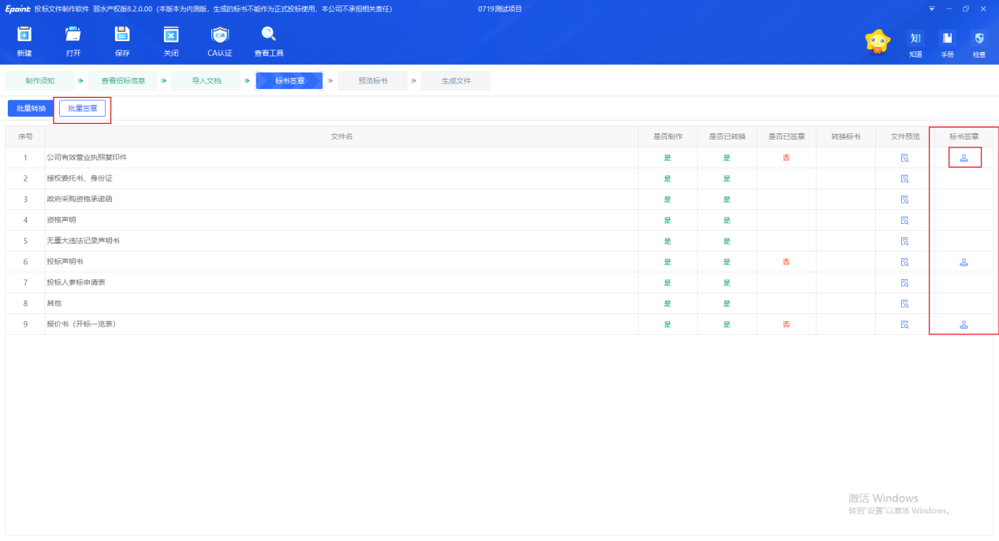 Epoint 投标文件制作软件 丽水产权版8.2.0.00（本版本为内测版，生成的标书不能作为正式投标使用，本公司不承担相关责任） 0719测试项目
新建 打开 保存 关闭 CA认证 查看工具 知道 手册 检查
制作须知 查看招标信息 导入文档 标书签章 预览标书 生成文件
批量转换 批量签章
序号 文件名 是否制作 是否已转换 是否已签章 转换标书 文件预览 标书签章
1 公司有效营业执照复印件 是 是 否
2 授权委托书、身份证 是 是
3 政府采购资格承诺函 是 是
4 资格声明 是 是
5 无重大违法记录声明书 是 是
6 投标声明书 是 是 否
7 投标人参标申请表 是 是
8 其他 是 是
9 报价书（开标一览表） 是 是 否
激活 Windows
转到"设置"以激活 Windows。